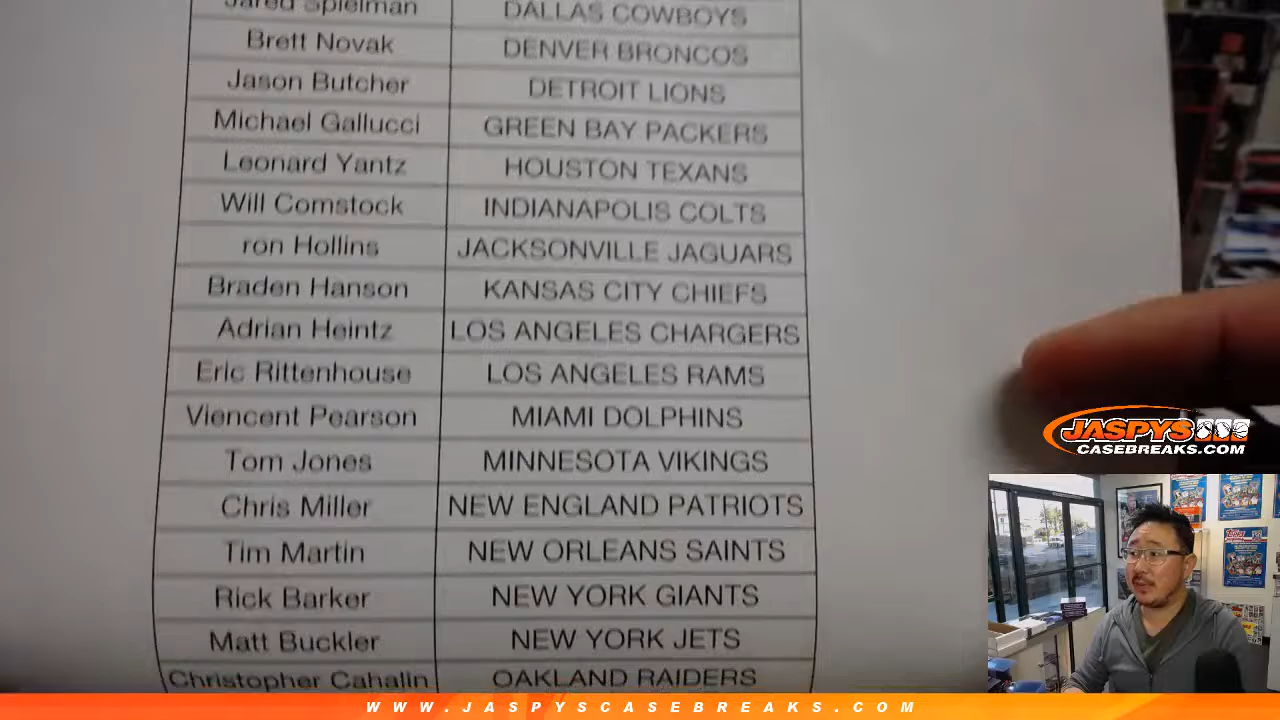 Jared Spielman DALLAS COWBOYS
Brett Novak DENVER BRONCOS
Jason Butcher DETROIT LIONS
Michael Gallucci GREEN BAY PACKERS
Leonard Yantz HOUSTON TEXANS
Will Comstock INDIANAPOLIS COLTS
ron Hollins JACKSONVILLE JAGUARS
Braden Hanson KANSAS CITY CHIEFS
Adrian Heintz LOS ANGELES CHARGERS
Eric Rittenhouse LOS ANGELES RAMS
Viencent Pearson MIAMI DOLPHINS
Tom Jones MINNESOTA VIKINGS
Chris Miller NEW ENGLAND PATRIOTS
Tim Martin NEW ORLEANS SAINTS
Rick Barker NEW YORK GIANTS
Matt Buckler NEW YORK JETS
Christopher Cahalin OAKLAND RAIDERS
JASPYS
CASEBREAKS.COM
TOPPS
WWW.JASPYSCASEBREAKS.COM